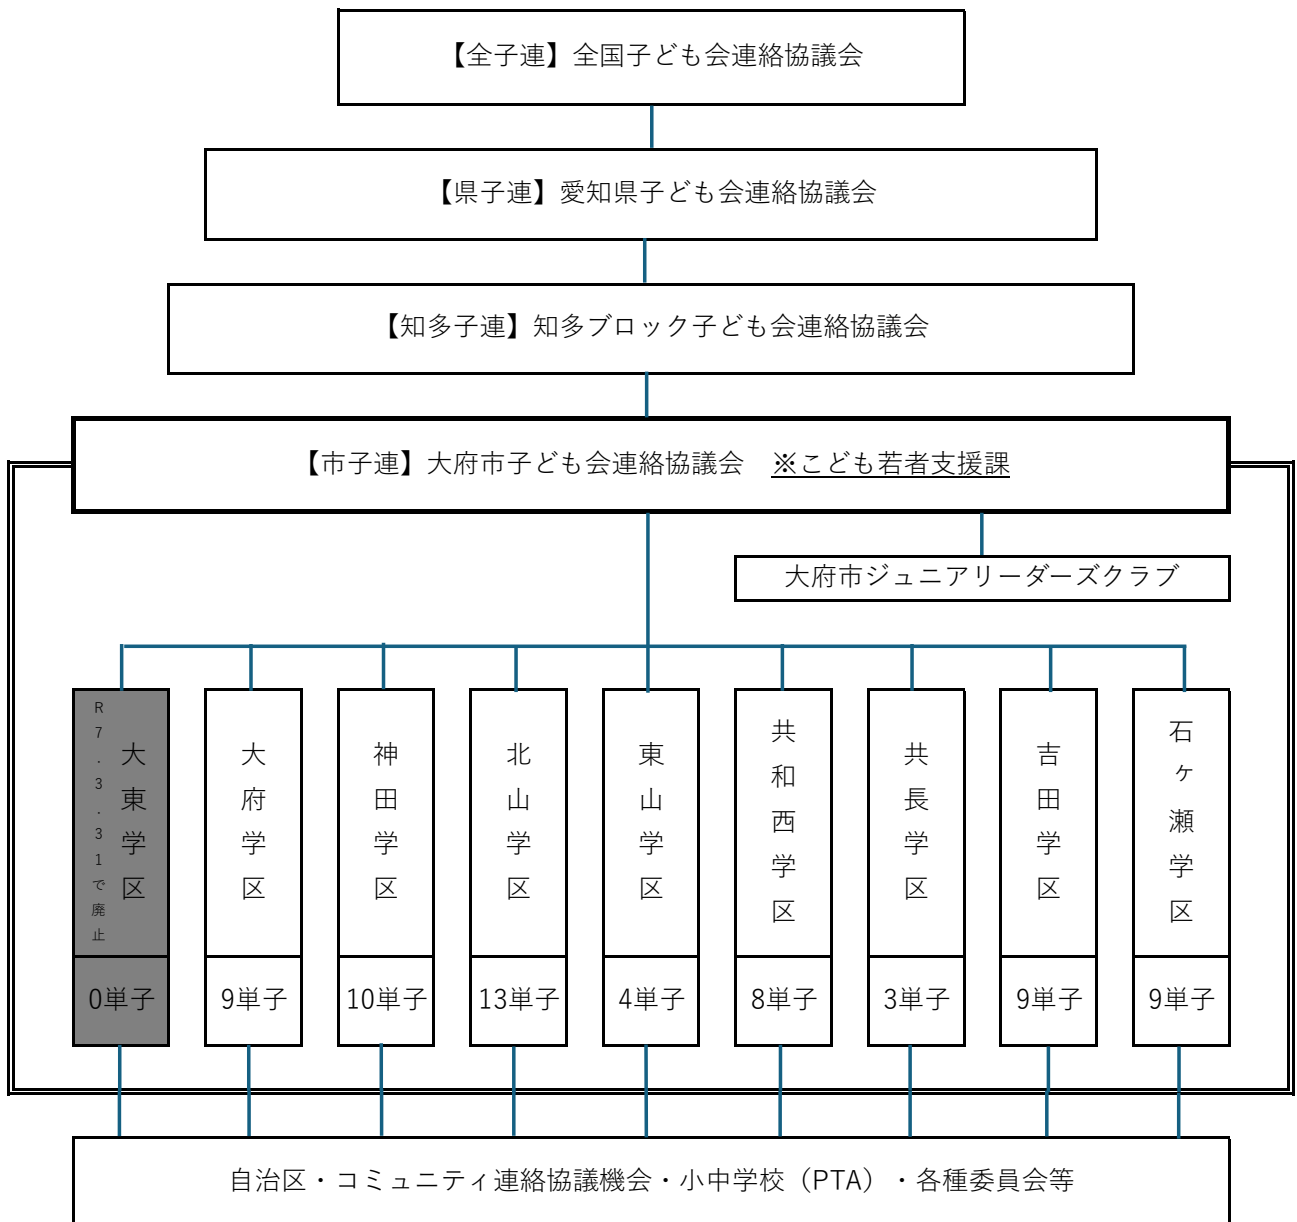 【全子連】全国子ども会連絡協議会
【県子連】愛知県子ども会連絡協議会
【知多子連】知多ブロック子ども会連絡協議会
【市子連】大府市子ども会連絡協議会　※こども若者支援課
大府市ジュニアリーダーズクラブ
大東学区
R7.3.31で廃止
0単子
大府学区
9単子
神田学区
10単子
北山学区
13単子
東山学区
4単子
共和西学区
8単子
共長学区
3単子
吉田学区
9単子
石ヶ瀬学区
9単子
自治区・コミュニティ連絡協議機会・小中学校（PTA）・各種委員会等